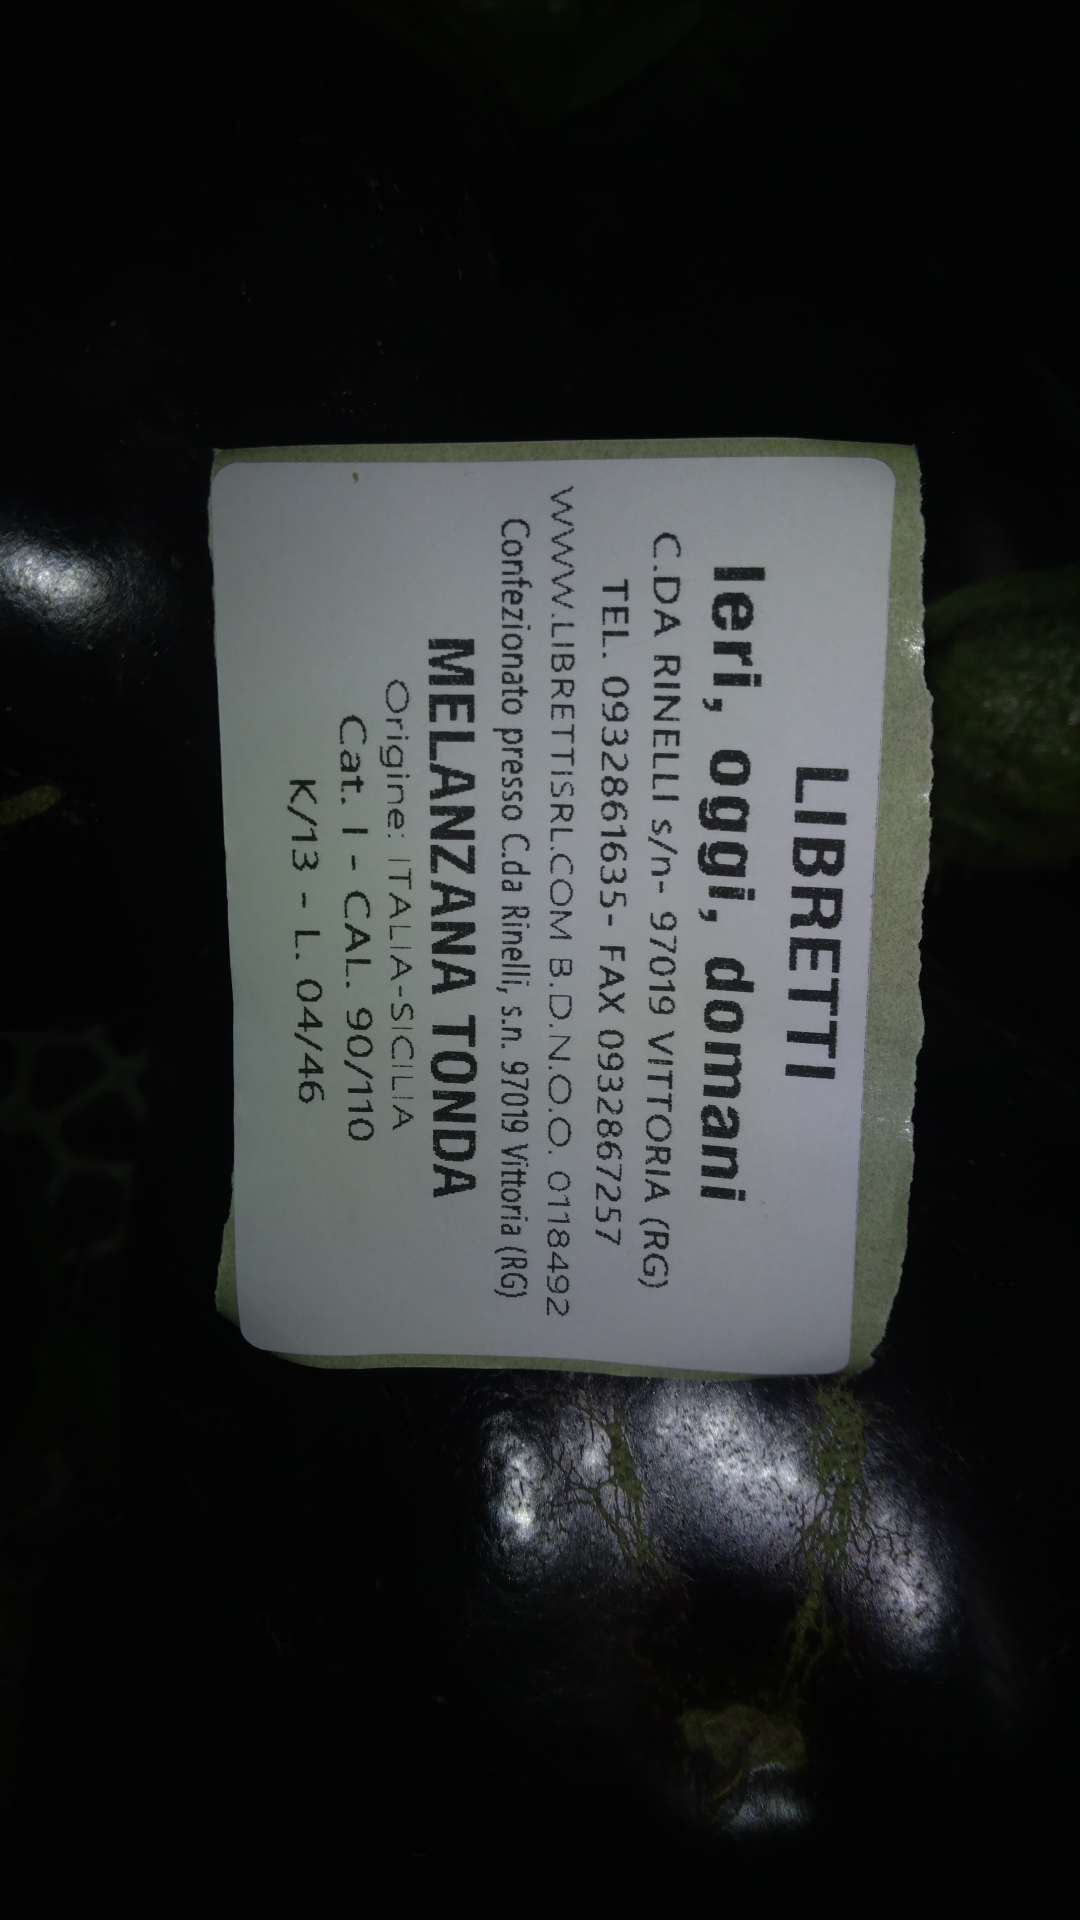 LIBRETTI
Ieri, oggi, domani
C.DA RINELLI s/n- 97019 VITTORIA (RG)
TEL. 0932861635- FAX 0932867257
WWW.LIBRETTISRL.COM B.D.N.O.O. 0118492
Confezionato presso C.da Rinelli, s.n. 97019 Vittoria (RG)
MELANZANA TONDA
Origine: ITALIA-SICILIA
Cat. I - CAL. 90/110
K/13 - L. 04/46